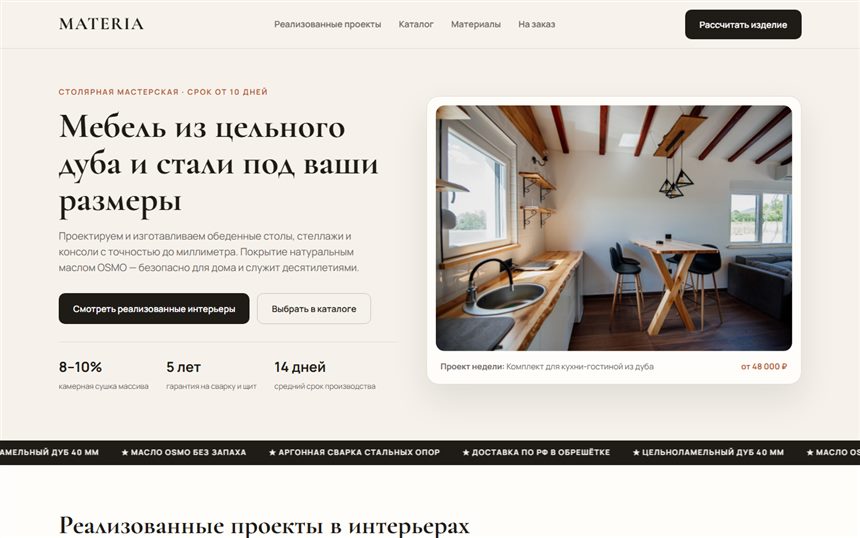 MATERIA
Реализованные проекты
Каталог
Материалы
На заказ
Рассчитать изделие
СТОЛЯРНАЯ МАСТЕРСКАЯ · СРОК ОТ 10 ДНЕЙ
Мебель из цельного
дуба и стали под ваши
размеры
Проектируем и изготавливаем обеденные столы, стеллажи и
консоли с точностью до миллиметра. Покрытие натуральным
маслом OSMO — безопасно для дома и служит десятилетиями.
Смотреть реализованные интерьеры
Выбрать в каталоге
8–10%
камерная сушка массива
5 лет
гарантия на сварку и щит
14 дней
средний срок производства
Проект недели: Комплект для кухни-гостиной из дуба
от 48 000 ₽
АМЕЛЬНЫЙ ДУБ 40 ММ ★ МАСЛО OSMO БЕЗ ЗАПАХА ★ АРГОННАЯ СВАРКА СТАЛЬНЫХ ОПОР ★ ДОСТАВКА ПО РФ В ОБРЕШЁТКЕ ★ ЦЕЛЬНОЛАМЕЛЬНЫЙ ДУБ 40 ММ ★ МАСЛО OS
Реализованные проекты в интерьерах